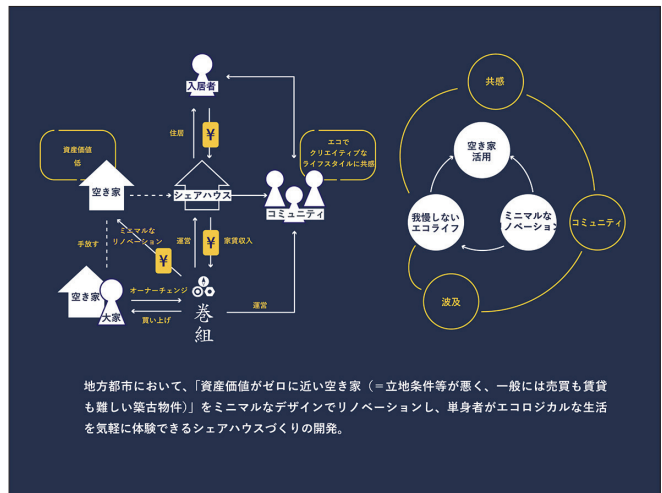 入居者
住居
¥
資産価値
低
空き家
シェアハウス
エコで
クリエイティブな
ライフスタイルに共感
コミュニティ
手放す
ミニマルな
リノベーション
¥
運営
¥
家賃収入
空き家
大家
オーナーチェンジ
買い上げ
巻組
運営
共感
空き家
活用
我慢しない
エコライフ
ミニマルな
リノベーション
コミュニティ
波及
地方都市において、「資産価値がゼロに近い空き家（＝立地条件等が悪く、一般には売買も賃貸
も難しい築古物件）」をミニマルなデザインでリノベーションし、単身者がエコロジカルな生活
を気軽に体験できるシェアハウスづくりの開発。